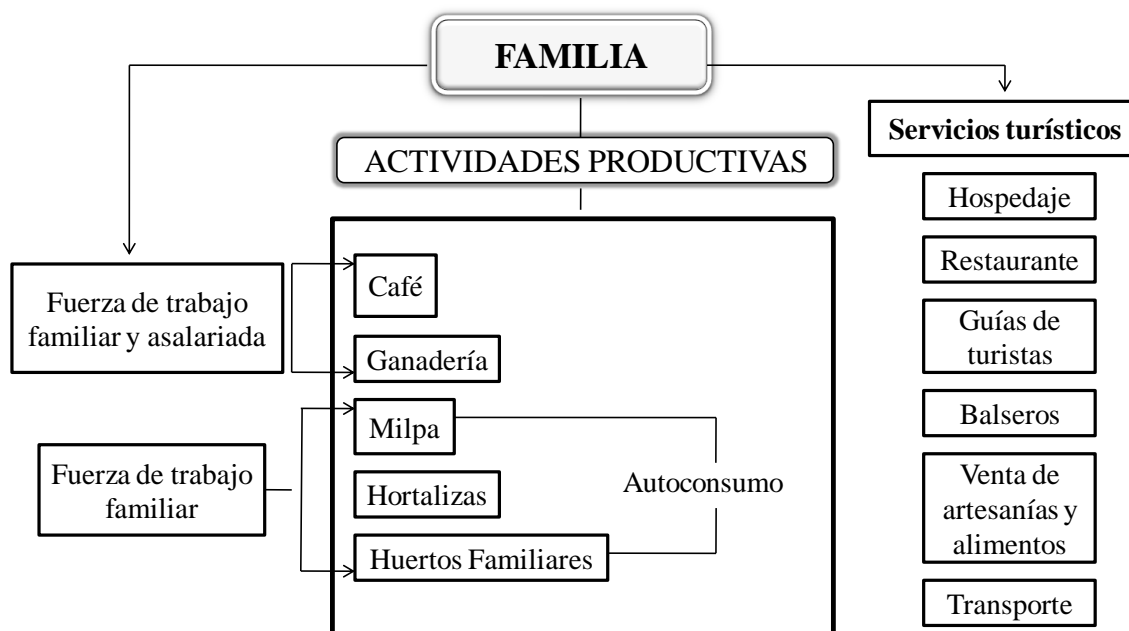 FAMILIA
Servicios turísticos
ACTIVIDADES PRODUCTIVAS
Hospedaje
Restaurante
Guías de
turistas
Balseros
Venta de
artesanías y
alimentos
Transporte
Fuerza de trabajo
familiar y asalariada
Café
Ganadería
Fuerza de trabajo
familiar
Milpa
Hortalizas
Huertos Familiares
Autoconsumo